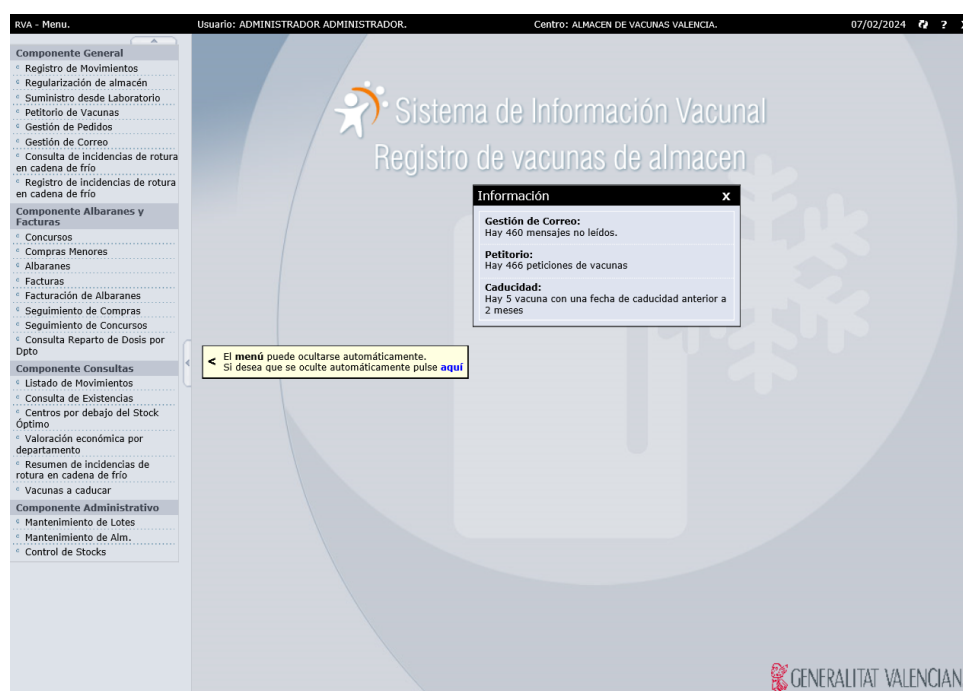 RVA - Menu.
Usuario: ADMINISTRADOR ADMINISTRADOR.
Centro: ALMACEN DE VACUNAS VALENCIA.
07/02/2024
?
Componente General
Registro de Movimientos
Regularización de almacén
Suministro desde Laboratorio
Petitorio de Vacunas
Gestión de Pedidos
Gestión de Correo
Consulta de incidencias de rotura
en cadena de frío
Registro de incidencias de rotura
en cadena de frío
Componente Albaranes y
Facturas
Concursos
Compras Menores
Albaranes
Facturas
Facturación de Albaranes
Seguimiento de Compras
Seguimiento de Concursos
Consulta Reparto de Dosis por
Dpto
Componente Consultas
Listado de Movimientos
Consulta de Existencias
Centros por debajo del Stock
Óptimo
Valoración económica por
departamento
Resumen de incidencias de
rotura en cadena de frío
Vacunas a caducar
Componente Administrativo
Mantenimiento de Lotes
Mantenimiento de Alm.
Control de Stocks
Sistema de Información Vacunal
Registro de vacunas de almacen
Información X
Gestión de Correo:
Hay 460 mensajes no leídos.
Petitorio:
Hay 466 peticiones de vacunas
Caducidad:
Hay 5 vacuna con una fecha de caducidad anterior a
2 meses
< El menú puede ocultarse automáticamente.
Si desea que se oculte automáticamente pulse aquí
GENERALITAT VALENCIAN